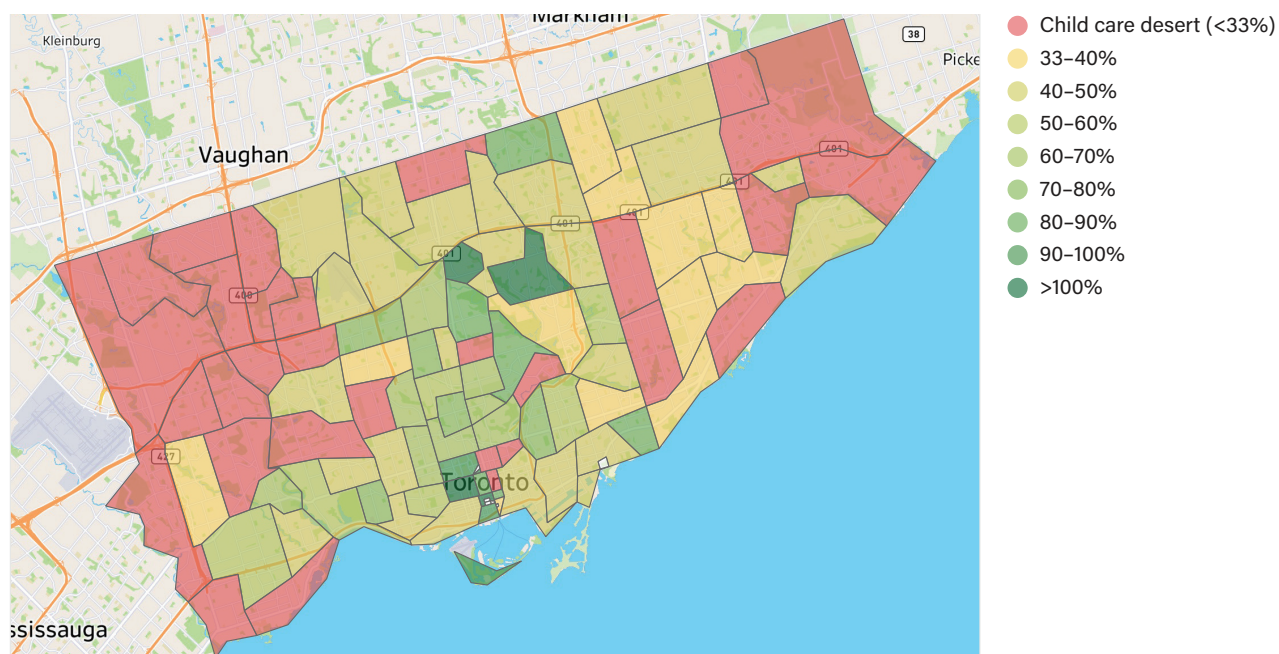 Markham
Kleinburg
38
Picke
Vaughan
401
401
401
401
401
400
427
Toronto
ssissauga
Child care desert (<33%)
33–40%
40–50%
50–60%
60–70%
70–80%
80–90%
90–100%
>100%